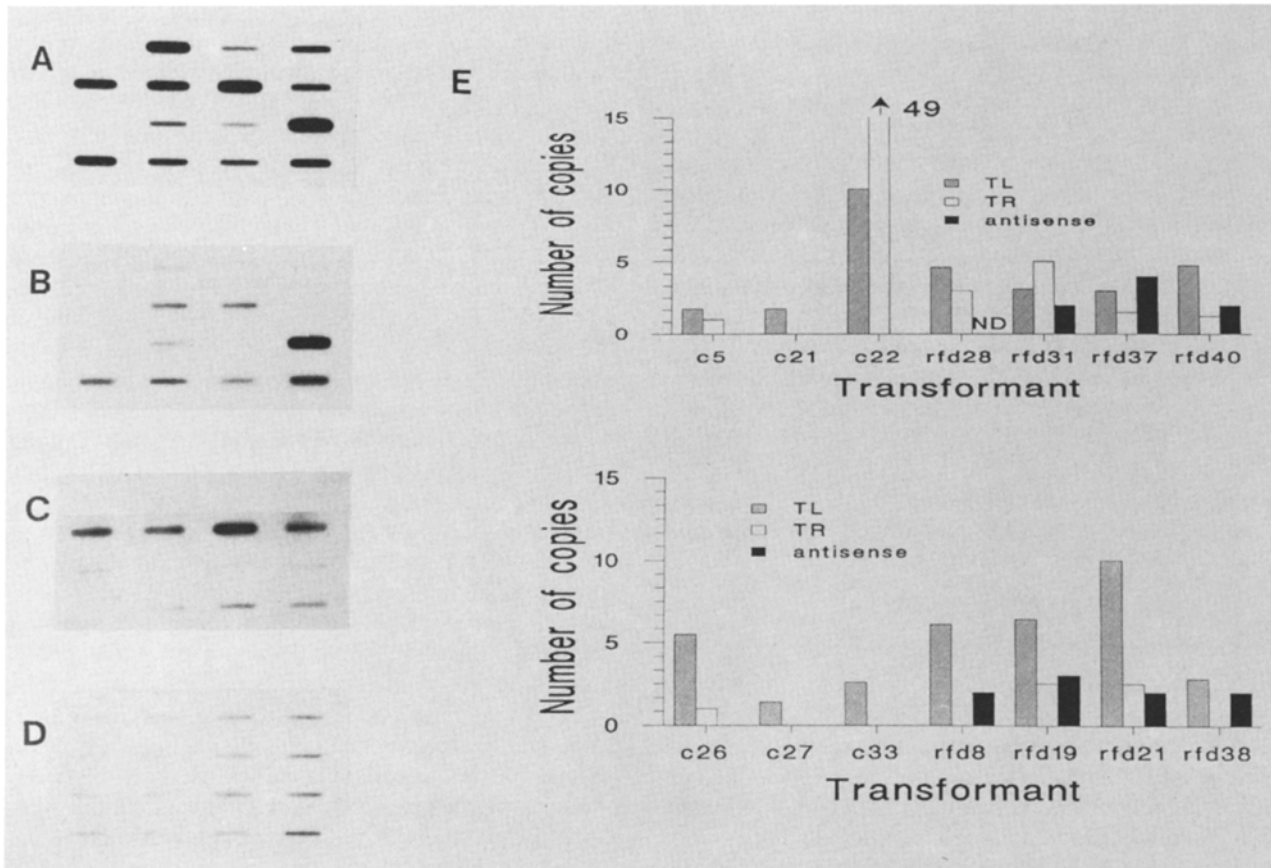 A
B
C
D
E
49
Number of copies
15
10
5
0
TL
TR
antisense
ND
c5 c21 c22 rfd28 rfd31 rfd37 rfd40
Transformant
Number of copies
15
10
5
0
TL
TR
antisense
c26 c27 c33 rfd8 rfd19 rfd21 rfd38
Transformant